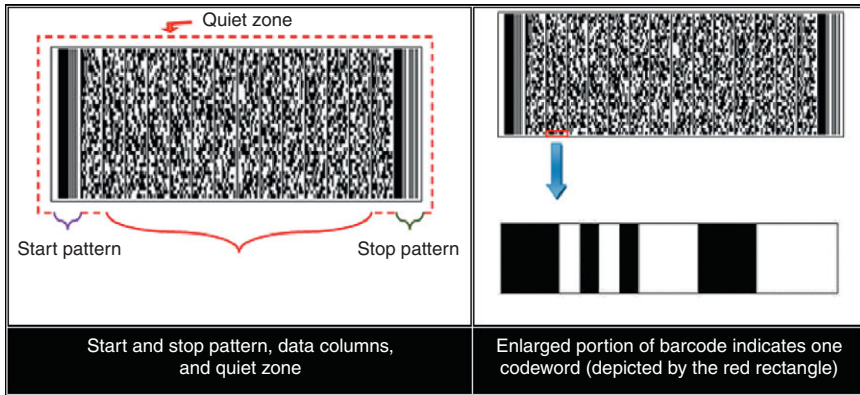 Quiet zone
Start pattern
Stop pattern
Start and stop pattern, data columns,
and quiet zone
Enlarged portion of barcode indicates one
codeword (depicted by the red rectangle)